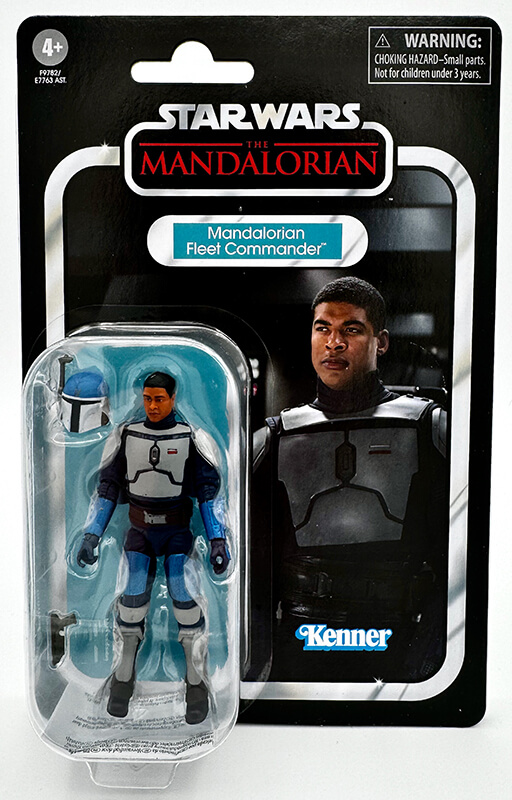 4+
F9782/
E7763 AST.
WARNING:
CHOKING HAZARD–Small parts.
Not for children under 3 years.
STAR WARS
THE
MANDALORIAN
Mandalorian
Fleet Commander™
Kenner